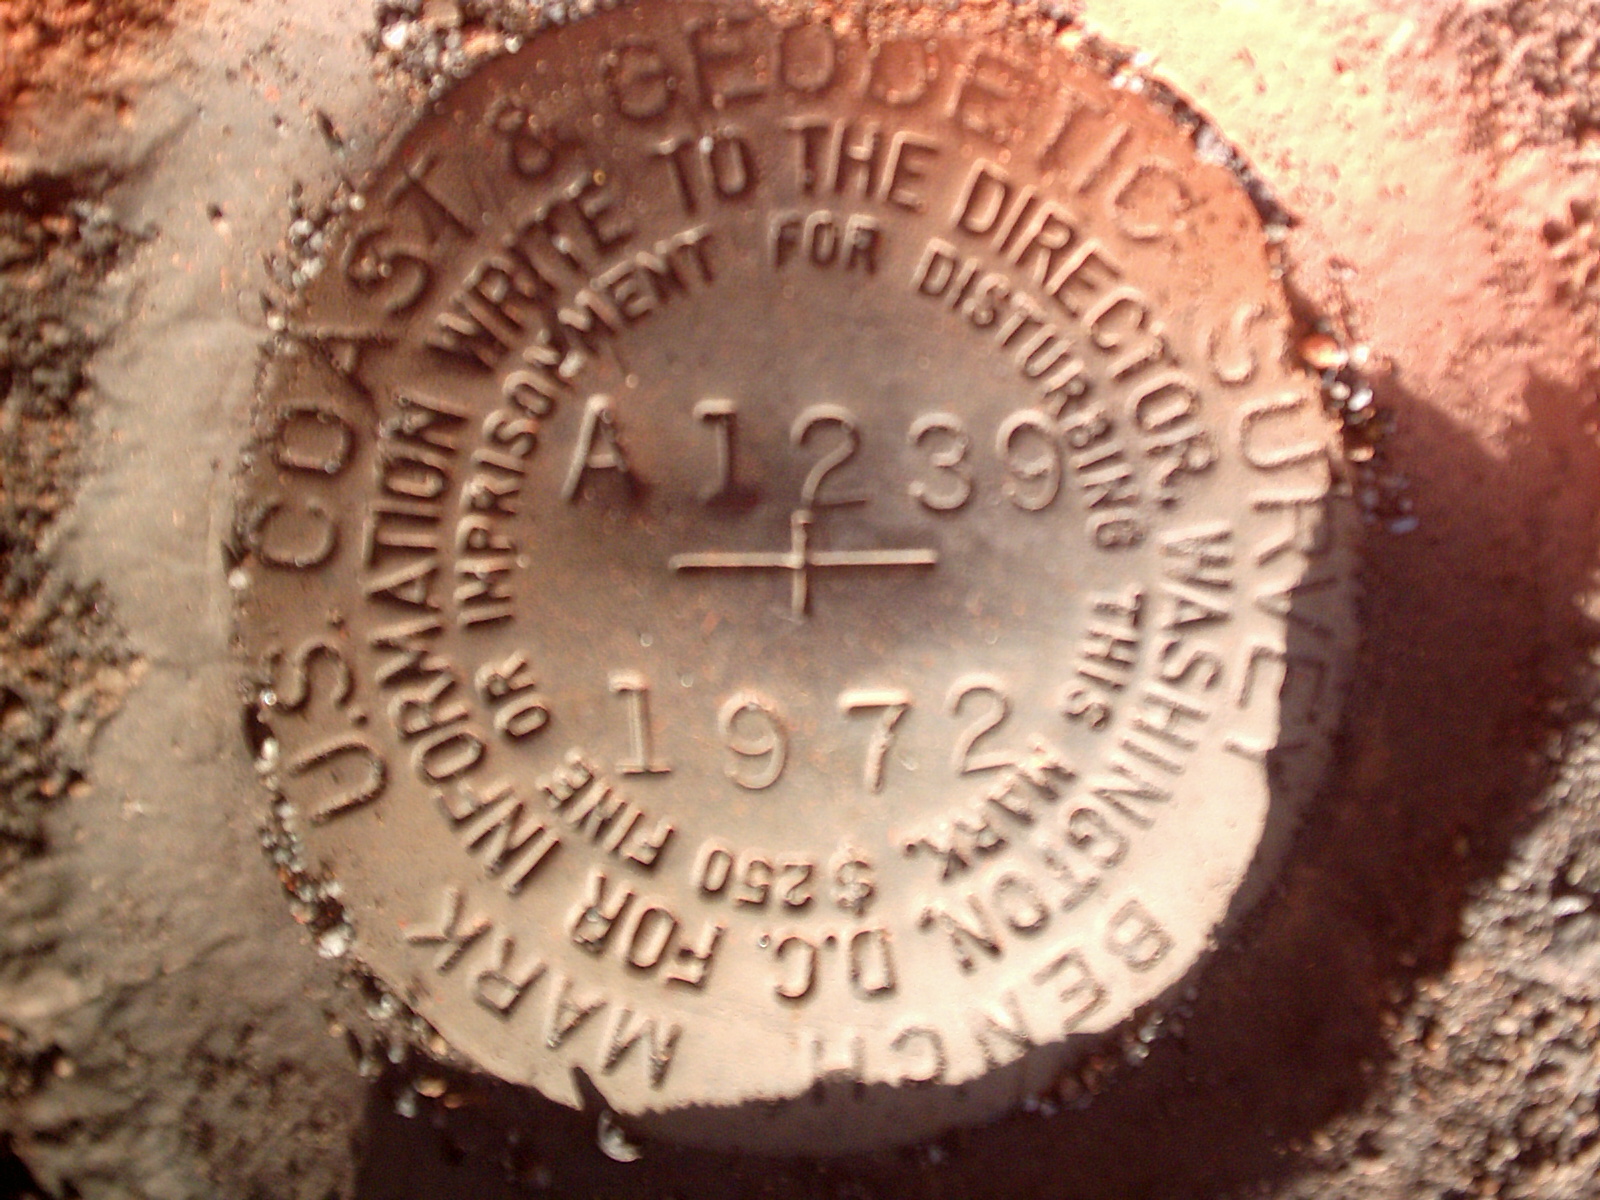 U.S. COAST & GEODETIC SURVEY
BENCH MARK
FOR INFORMATION WRITE TO THE DIRECTOR, WASHINGTON, D.C.
$250 FINE OR IMPRISONMENT FOR DISTURBING THIS MARK.
A 1239
1972